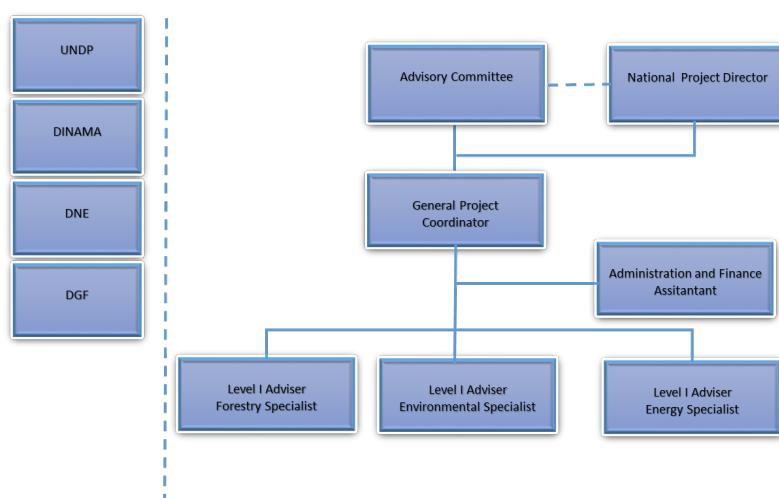 UNDP
DINAMA
DNE
DGF
Advisory Committee
National Project Director
General Project
Coordinator
Administration and Finance
Assitantant
Level I Adviser
Forestry Specialist
Level I Adviser
Environmental Specialist
Level I Adviser
Energy Specialist